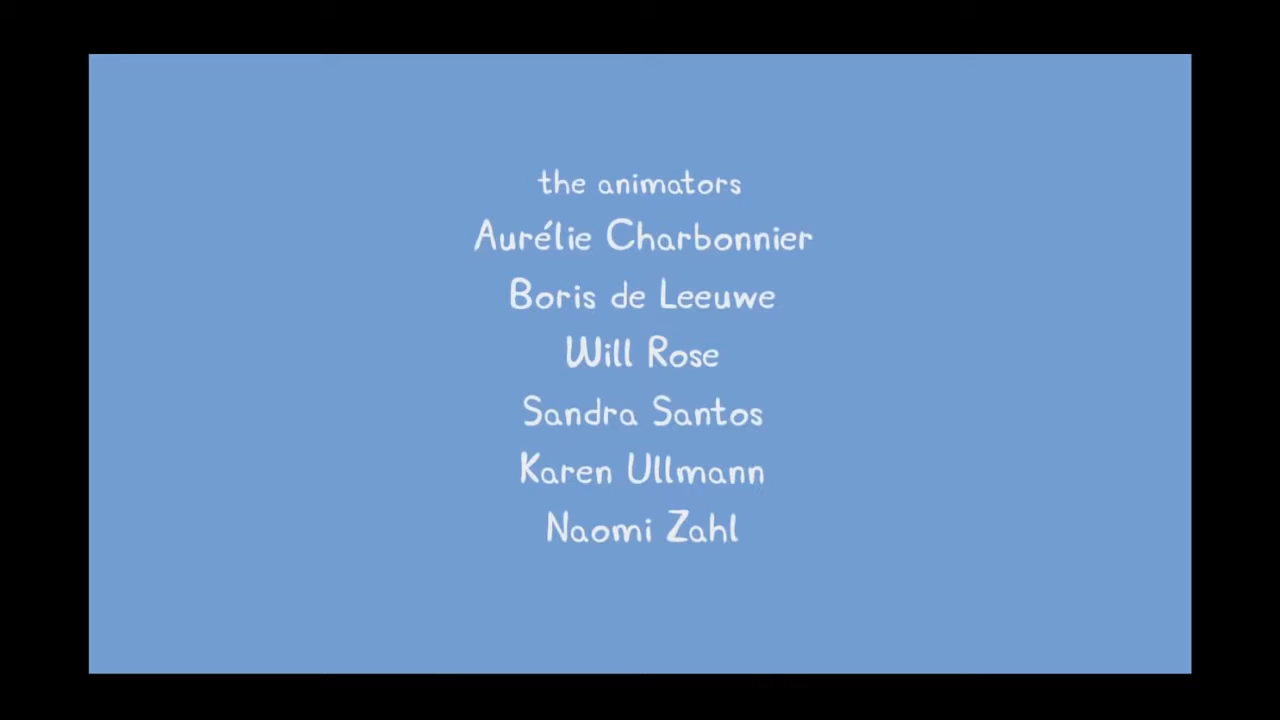 the animators
Aurélie Charbonnier
Boris de Leeuwe
Will Rose
Sandra Santos
Karen Ullmann
Naomi Zahl